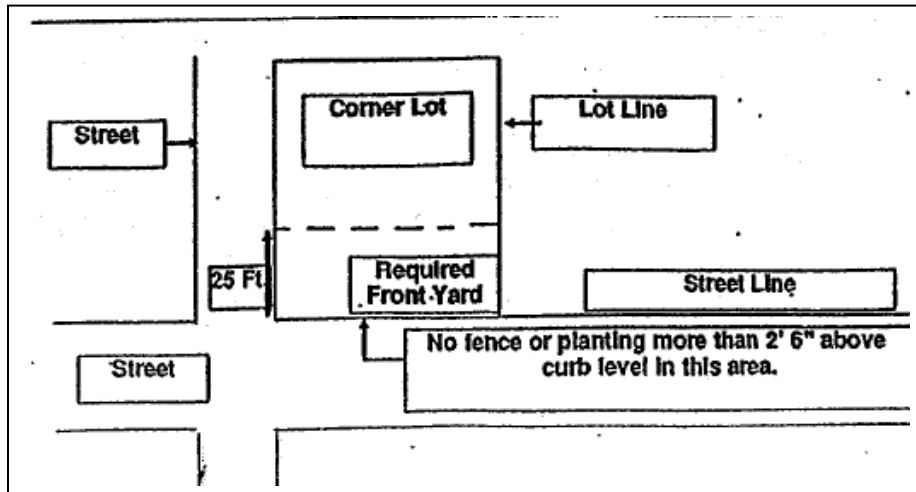 Corner Lot
Lot Line
Street
25 Ft.
Required
Front Yard
Street Line
No fence or planting more than 2' 6" above
curb level in this area.
Street